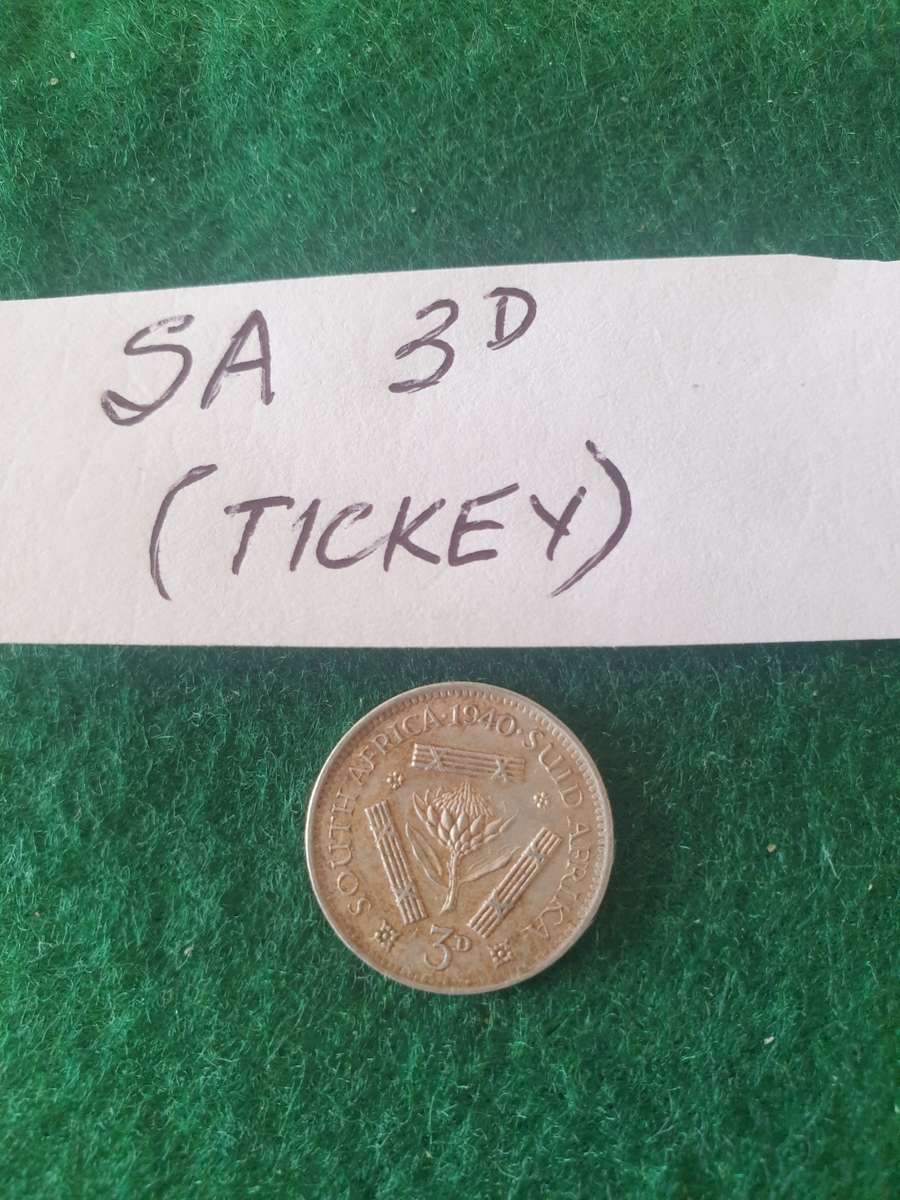 SA 3D
(TICKEY)
SOUTH AFRICA·1940·SUID AFRIKA
3D